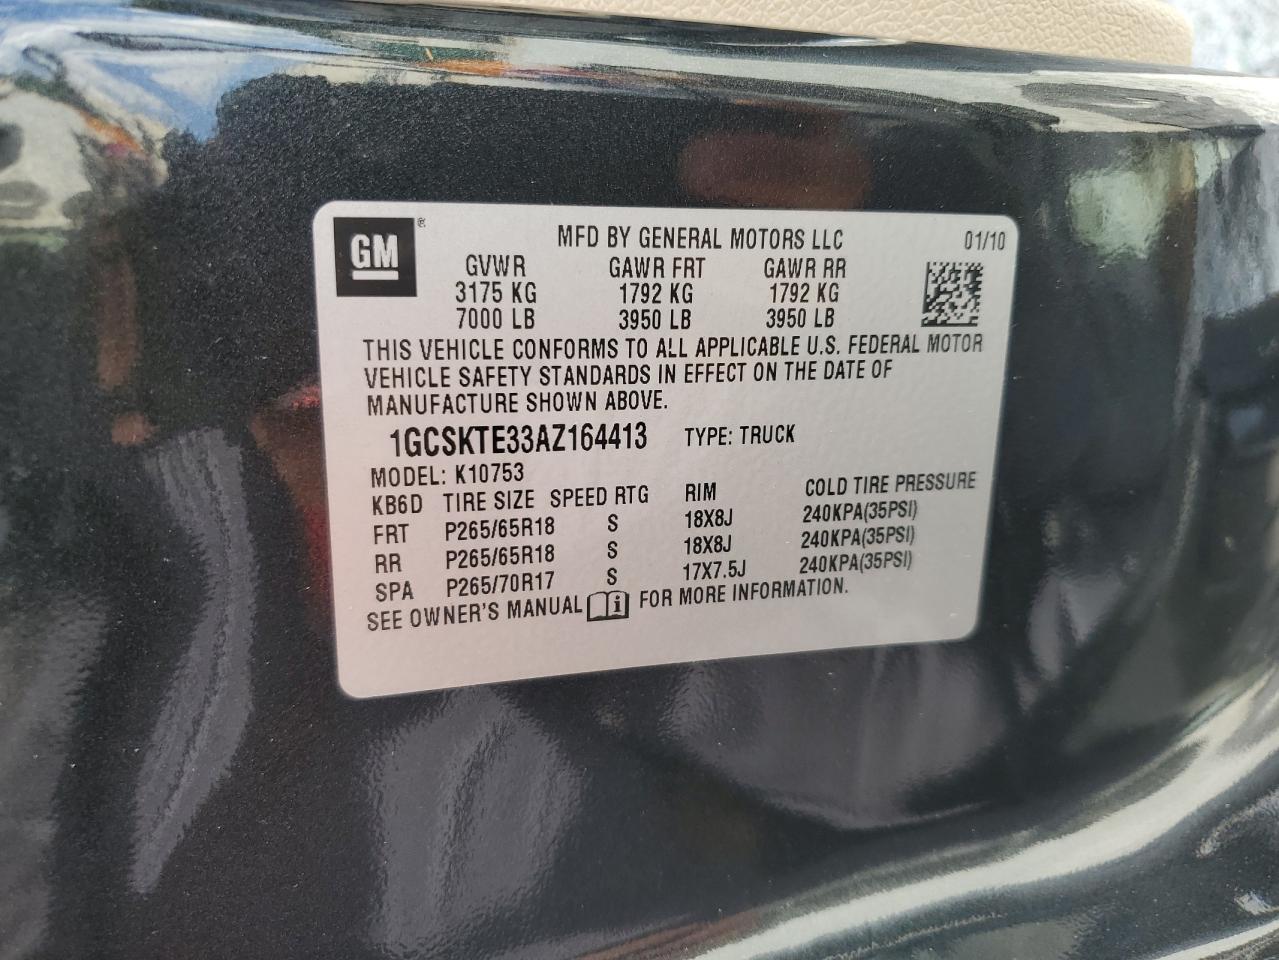 GM ®
MFD BY GENERAL MOTORS LLC 01/10
GVWR GAWR FRT GAWR RR
3175 KG 1792 KG 1792 KG
7000 LB 3950 LB 3950 LB
THIS VEHICLE CONFORMS TO ALL APPLICABLE U.S. FEDERAL MOTOR
VEHICLE SAFETY STANDARDS IN EFFECT ON THE DATE OF
MANUFACTURE SHOWN ABOVE.
1GCSKTE33AZ164413 TYPE: TRUCK
MODEL: K10753
KB6D TIRE SIZE SPEED RTG RIM COLD TIRE PRESSURE
FRT P265/65R18 S 18X8J 240KPA(35PSI)
RR P265/65R18 S 18X8J 240KPA(35PSI)
SPA P265/70R17 S 17X7.5J 240KPA(35PSI)
SEE OWNER'S MANUAL i FOR MORE INFORMATION.